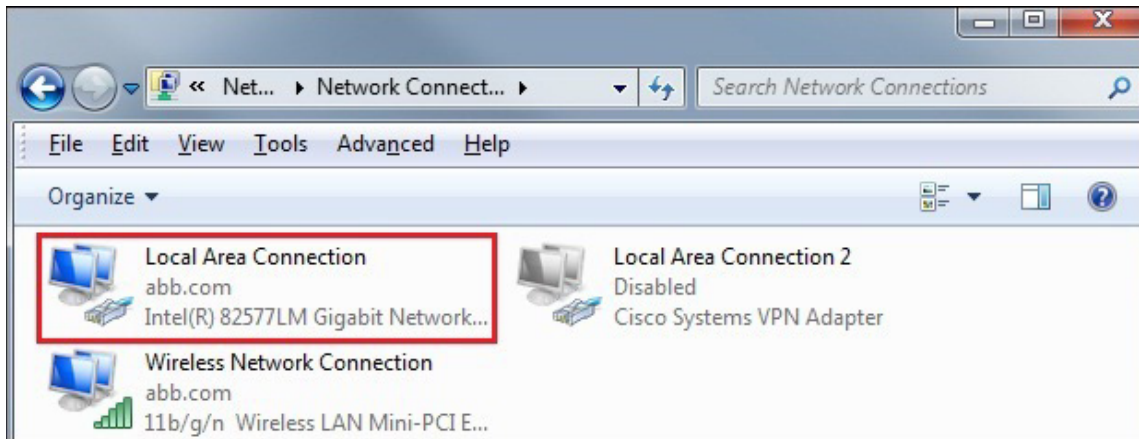 « Net... ▸ Network Connect... ▸
Search Network Connections
File Edit View Tools Advanced Help
Organize
Local Area Connection
abb.com
Intel(R) 82577LM Gigabit Network...
Local Area Connection 2
Disabled
Cisco Systems VPN Adapter
Wireless Network Connection
abb.com
11b/g/n Wireless LAN Mini-PCI E...